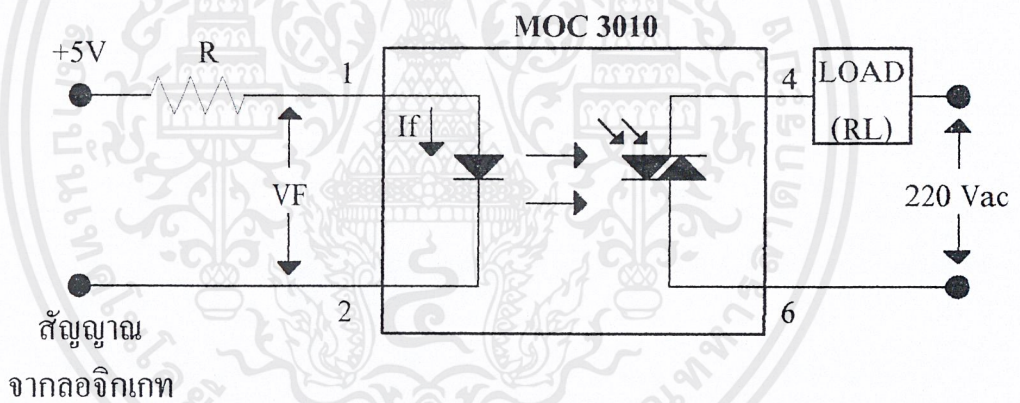 MOC 3010
+5V
R
1
4
LOAD
(RL)
If
VF
220 Vac
2
6
สัญญาณ
จากลอจิกเกท